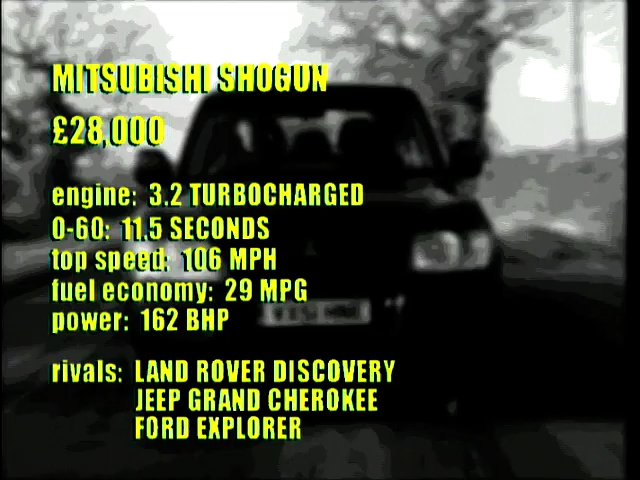 MITSUBISHI SHOGUN
£28,000
engine: 3.2 TURBOCHARGED
0-60: 11.5 SECONDS
top speed: 106 MPH
fuel economy: 29 MPG
power: 162 BHP
rivals: LAND ROVER DISCOVERY
JEEP GRAND CHEROKEE
FORD EXPLORER